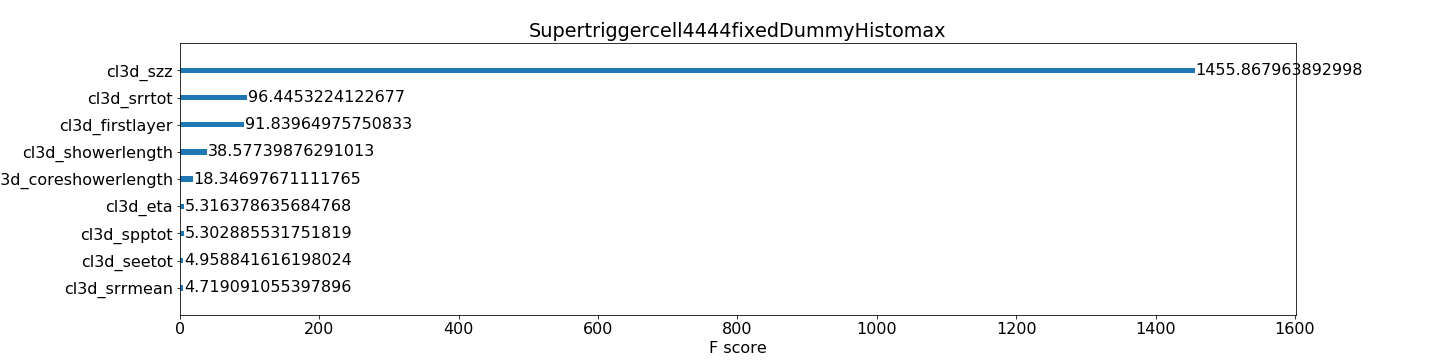 Supertriggercell4444fixedDummyHistomax
cl3d_szz 1455.867963892998
cl3d_srrtot 96.4453224122677
cl3d_firstlayer 91.83964975750833
cl3d_showerlength 38.57739876291013
3d_coreshowerlength 18.34697671111765
cl3d_eta 5.316378635684768
cl3d_spptot 5.302885531751819
cl3d_seetot 4.958841616198024
cl3d_srrmean 4.719091055397896
0 200 400 600 800 1000 1200 1400 1600
F score